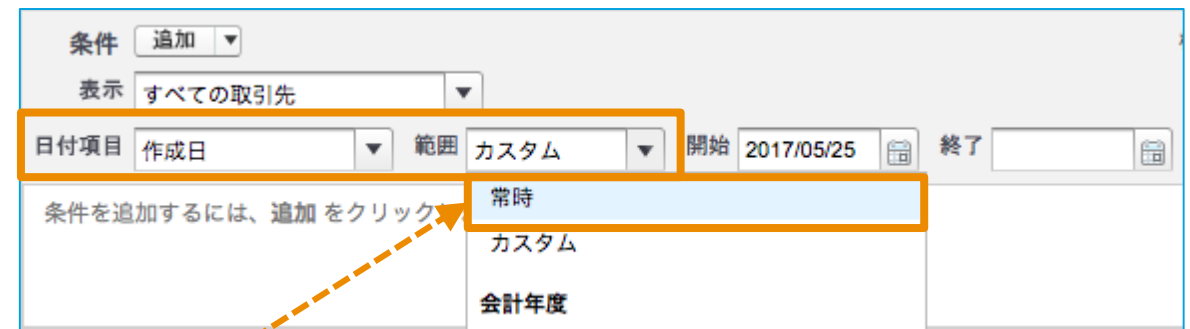 条件 追加
表示 すべての取引先
日付項目 作成日 範囲 カスタム 開始 2017/05/25 終了
条件を追加するには、追加 をクリック
常時
カスタム
会計年度